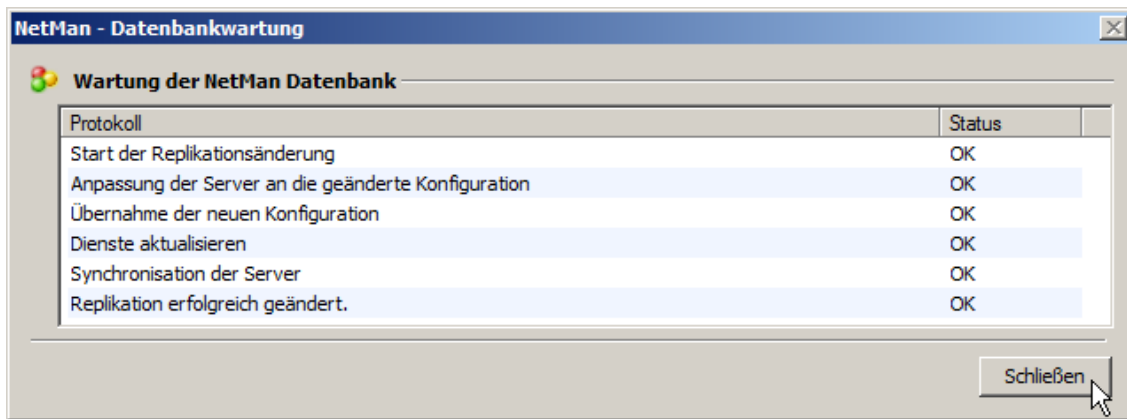 NetMan - Datenbankwartung
Wartung der NetMan Datenbank
Protokoll Status
Start der Replikationsänderung OK
Anpassung der Server an die geänderte Konfiguration OK
Übernahme der neuen Konfiguration OK
Dienste aktualisieren OK
Synchronisation der Server OK
Replikation erfolgreich geändert. OK
Schließen